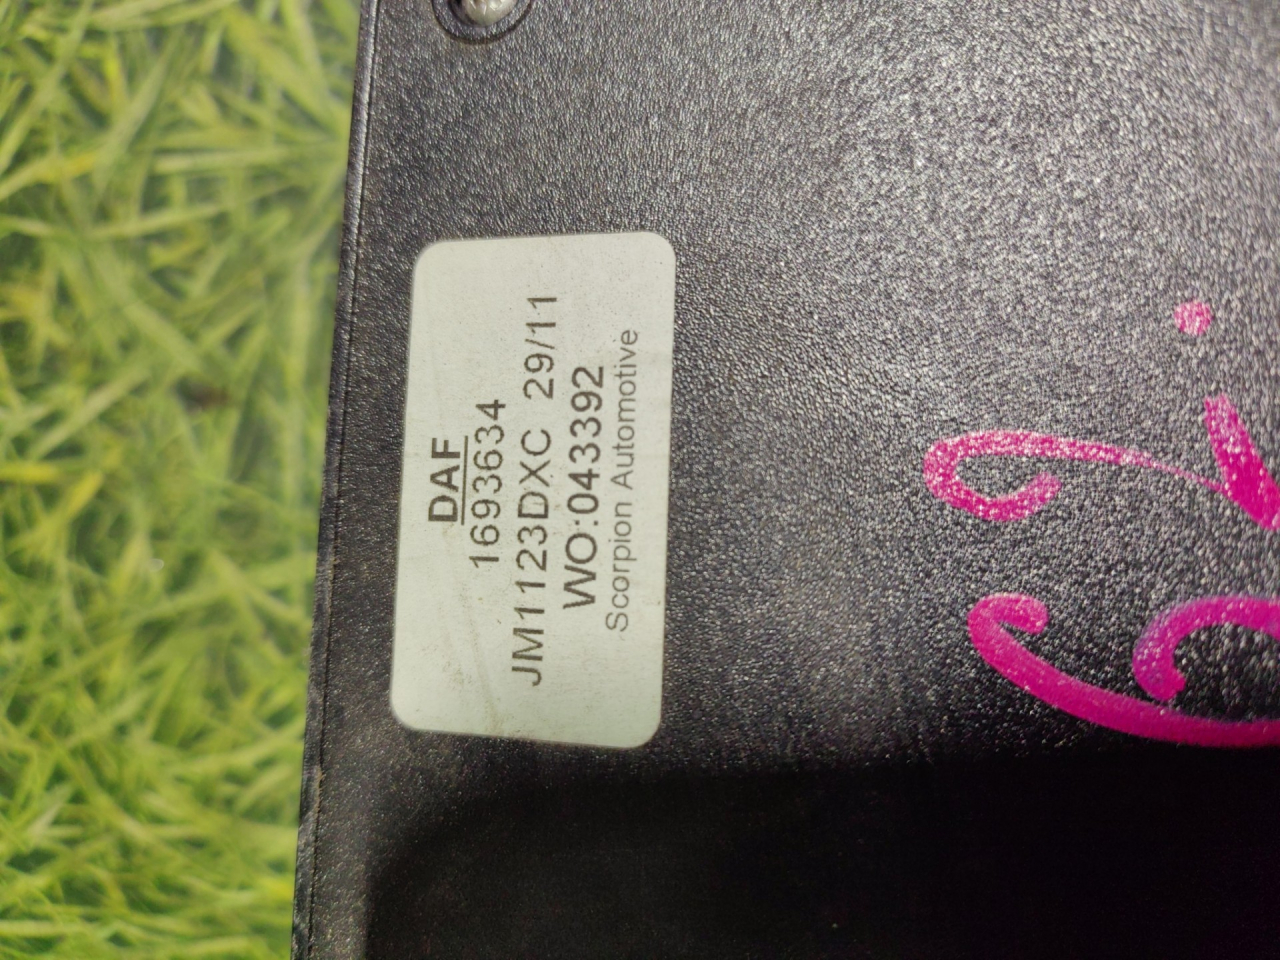 DAF
1693634
JM1123DXC 29/11
WO:043392
Scorpion Automotive